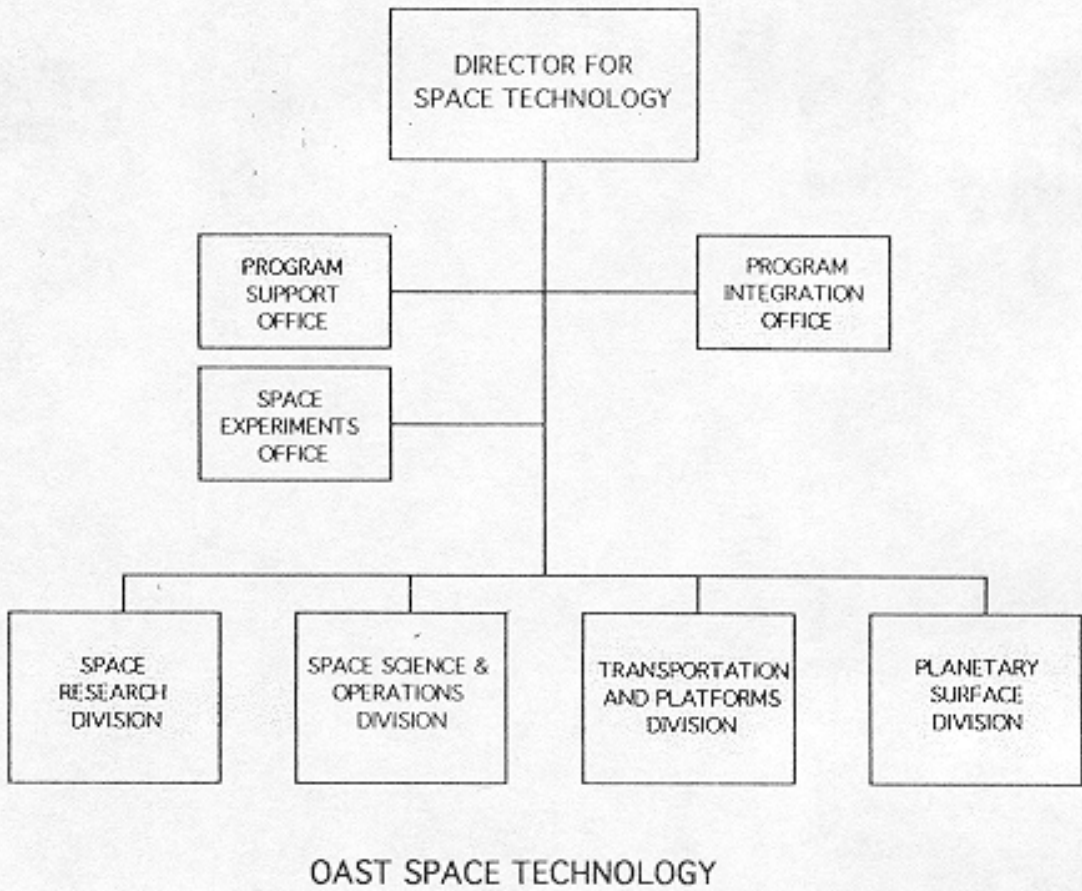 DIRECTOR FOR
SPACE TECHNOLOGY
PROGRAM
SUPPORT
OFFICE
PROGRAM
INTEGRATION
OFFICE
SPACE
EXPERIMENTS
OFFICE
SPACE
RESEARCH
DIVISION
SPACE SCIENCE &
OPERATIONS
DIVISION
TRANSPORTATION
AND PLATFORMS
DIVISION
PLANETARY
SURFACE
DIVISION
OAST SPACE TECHNOLOGY